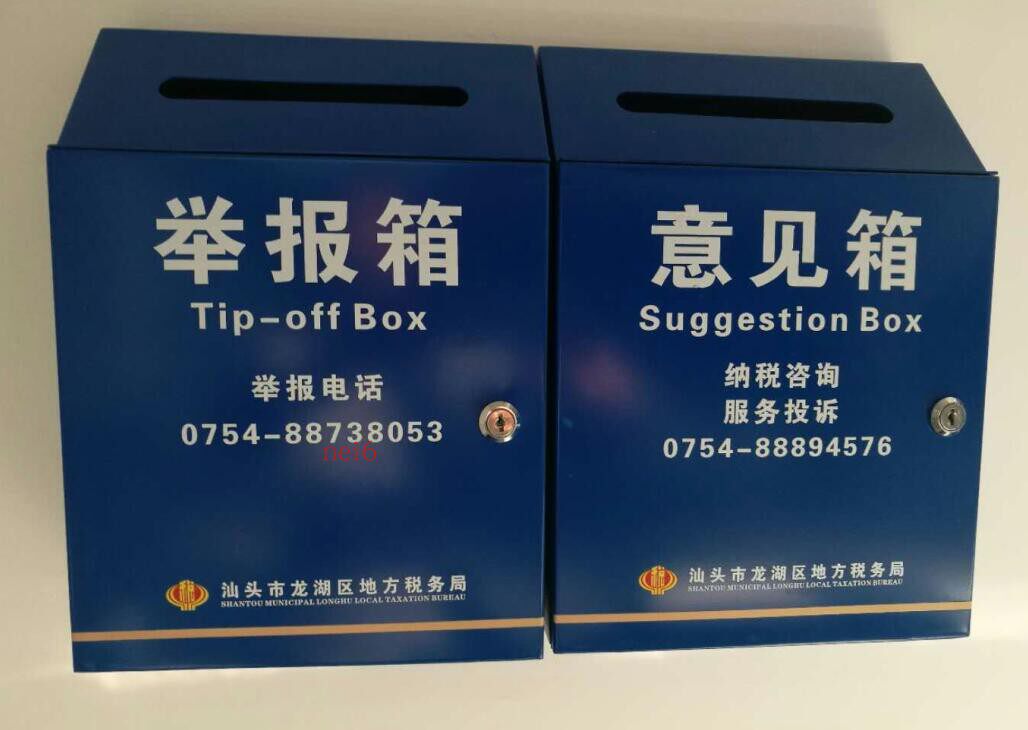 举报箱
Tip-off Box
举报电话
0754-88738053
nei6
汕头市龙湖区地方税务局
SHANTOU MUNICIPAL LONGHU LOCAL TAXATION BUREAU
意见箱
Suggestion Box
纳税咨询
服务投诉
0754-88894576
汕头市龙湖区地方税务局
SHANTOU MUNICIPAL LONGHU LOCAL TAXATION BUREAU